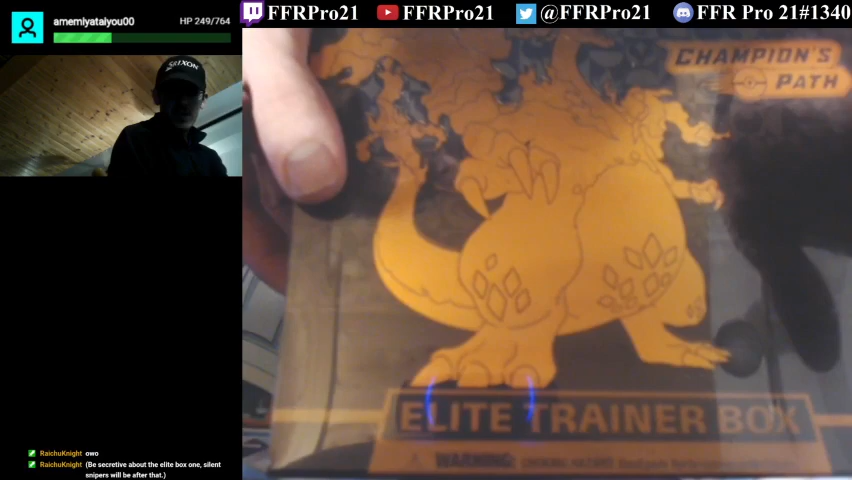 amemiyataiyou00
HP 249/764
FFRPro21
FFRPro21
@FFRPro21
FFR Pro 21#1340
SRIXON
CHAMPION'S
PATH
ELITE TRAINER BOX
WARNING:
RaichuKnight owo
RaichuKnight (Be secretive about the elite box one, silent
snipers will be after that.)